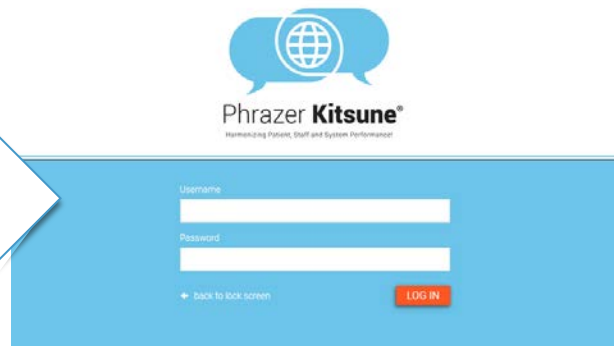 Phrazer Kitsune®
Harmonizing Patient, Staff and System Performance!
Username
Password
back to lock screen
LOG IN